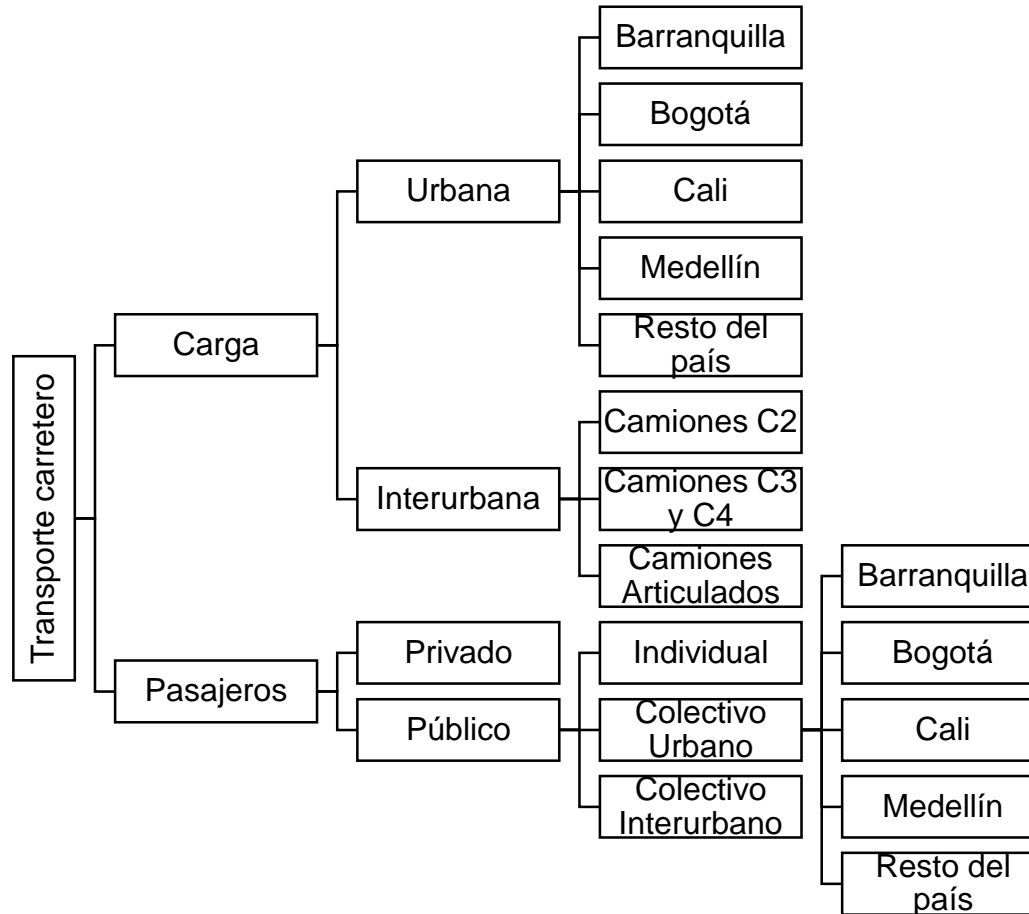 Transporte carretero
Carga
Urbana
Barranquilla
Bogotá
Cali
Medellín
Resto del
país
Interurbana
Camiones C2
Camiones C3
y C4
Camiones
Articulados
Pasajeros
Privado
Público
Individual
Colectivo
Urbano
Barranquilla
Bogotá
Cali
Medellín
Resto del
país
Colectivo
Interurbano